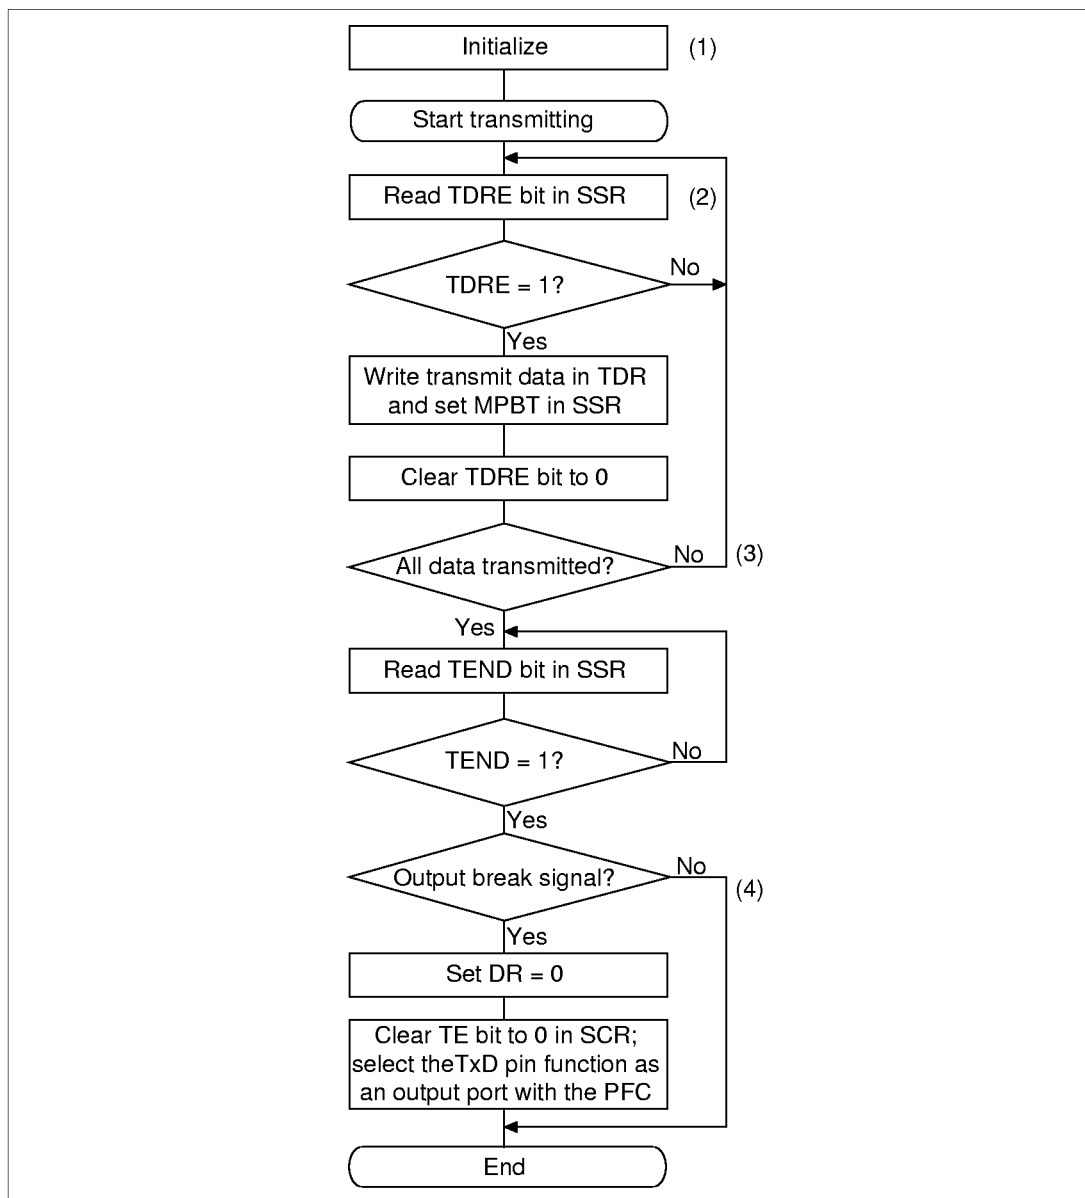 Initialize
(1)
Start transmitting
Read TDRE bit in SSR
(2)
No
TDRE = 1?
Yes
Write transmit data in TDR
and set MPBT in SSR
Clear TDRE bit to 0
No
(3)
All data transmitted?
Yes
Read TEND bit in SSR
No
TEND = 1?
Yes
No
Output break signal?
(4)
Yes
Set DR = 0
Clear TE bit to 0 in SCR;
select theTxD pin function as
an output port with the PFC
End